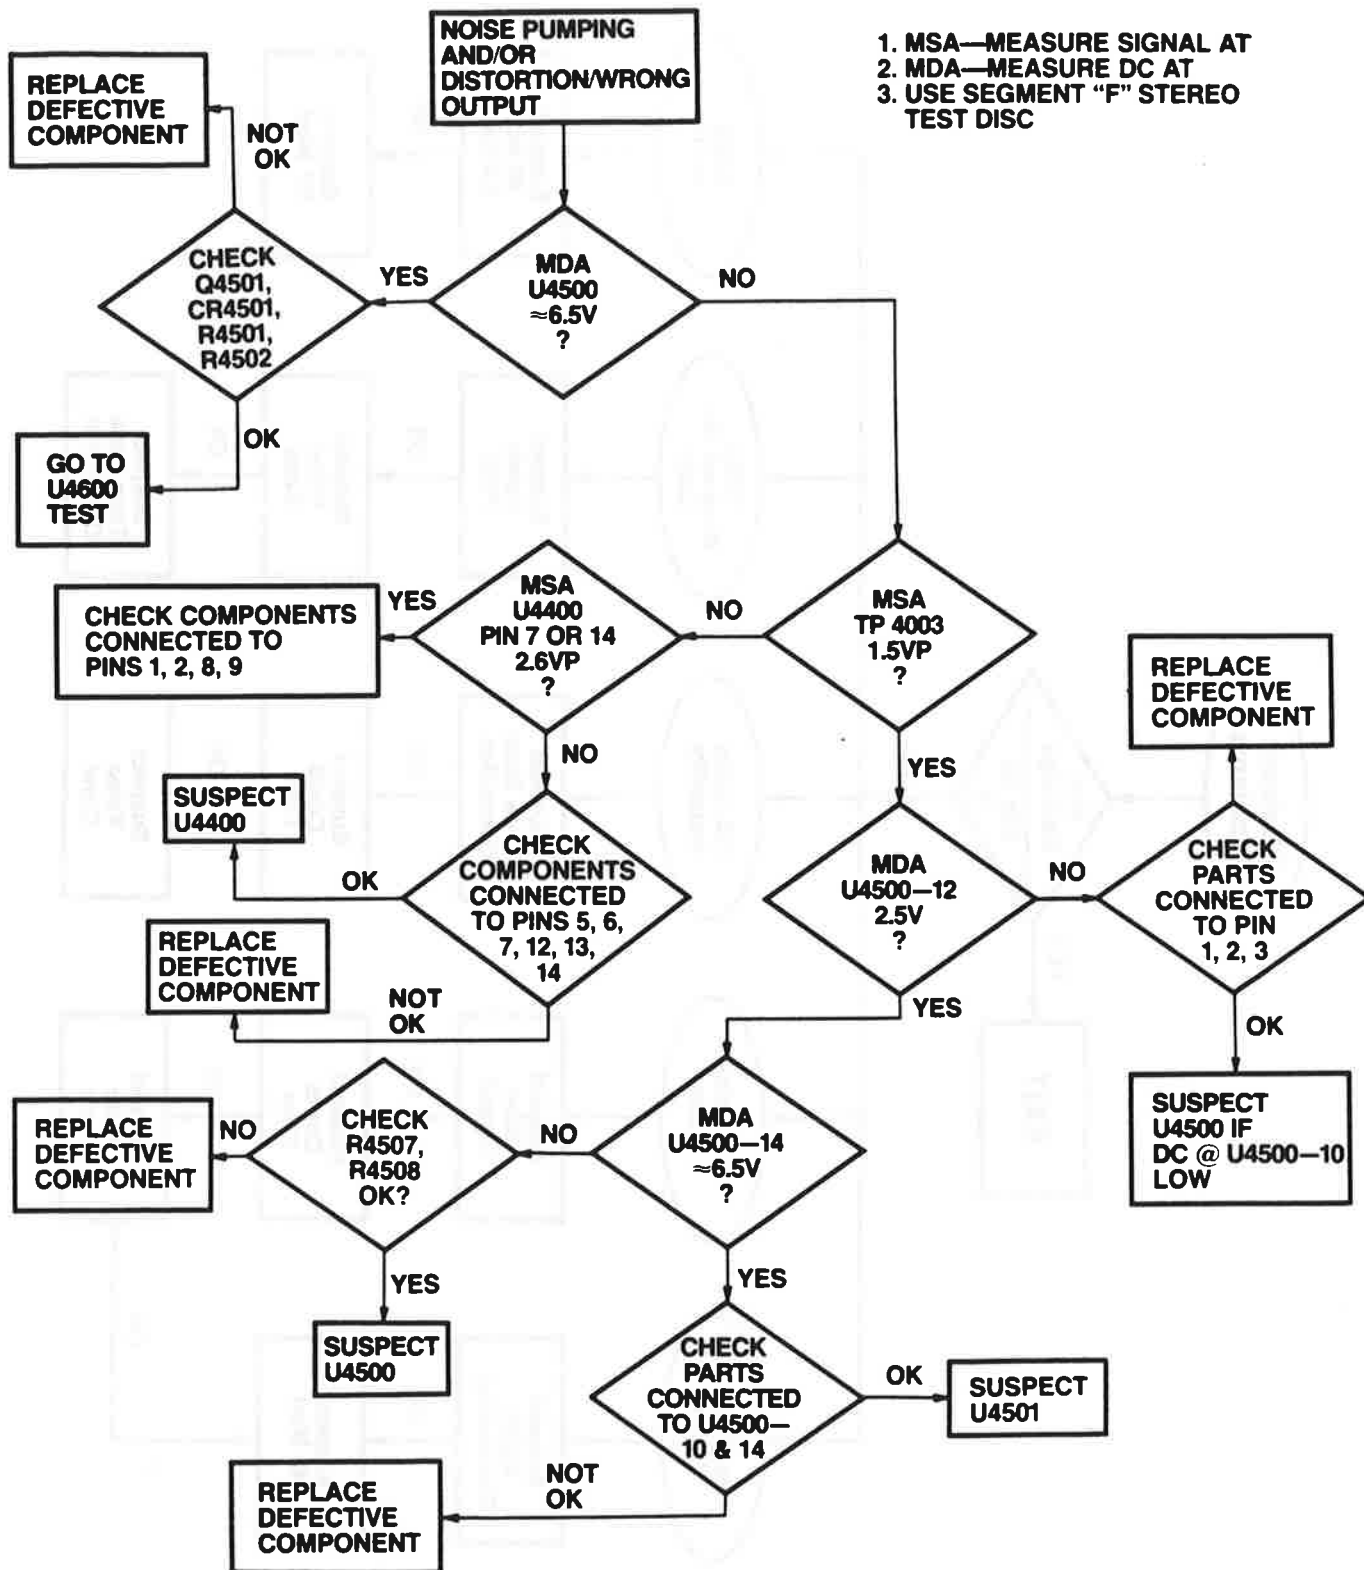 NOISE PUMPING
AND/OR
DISTORTION/WRONG
OUTPUT
1. MSA—MEASURE SIGNAL AT
2. MDA—MEASURE DC AT
3. USE SEGMENT “F” STEREO
TEST DISC
REPLACE
DEFECTIVE
COMPONENT
NOT
OK
CHECK
Q4501,
CR4501,
R4501,
R4502
YES
MDA
U4500
≈6.5V
?
NO
OK
GO TO
U4600
TEST
CHECK COMPONENTS
CONNECTED TO
PINS 1, 2, 8, 9
YES
MSA
U4400
PIN 7 OR 14
2.6VP
?
NO
MSA
TP 4003
1.5VP
?
REPLACE
DEFECTIVE
COMPONENT
NO
YES
SUSPECT
U4400
OK
CHECK
COMPONENTS
CONNECTED
TO PINS 5, 6,
7, 12, 13,
14
MDA
U4500—12
2.5V
?
NO
CHECK
PARTS
CONNECTED
TO PIN
1, 2, 3
REPLACE
DEFECTIVE
COMPONENT
NOT
OK
YES
OK
REPLACE
DEFECTIVE
COMPONENT
NO
CHECK
R4507,
R4508
OK?
NO
MDA
U4500—14
≈6.5V
?
SUSPECT
U4500 IF
DC @ U4500—10
LOW
YES
YES
SUSPECT
U4500
CHECK
PARTS
CONNECTED
TO U4500—
10 & 14
OK
SUSPECT
U4501
NOT
OK
REPLACE
DEFECTIVE
COMPONENT